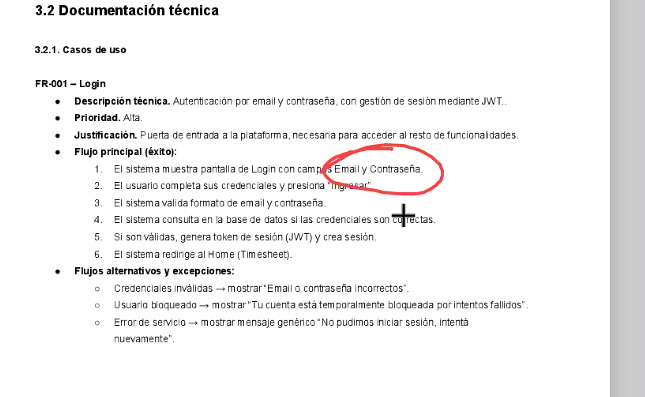 3.2 Documentación técnica
3.2.1. Casos de uso
FR-001 – Login
● Descripción técnica. Autenticación por email y contraseña, con gestión de sesión mediante JWT..
● Prioridad. Alta.
● Justificación. Puerta de entrada a la plataforma, necesaria para acceder al resto de funcionalidades.
● Flujo principal (éxito):
1. El sistema muestra pantalla de Login con campos Email y Contraseña.
2. El usuario completa sus credenciales y presiona "Ingresar"
3. El sistema valida formato de email y contraseña.
4. El sistema consulta en la base de datos si las credenciales son correctas.
5. Si son válidas, genera token de sesión (JWT) y crea sesión.
6. El sistema redirige al Home (Timesheet).
● Flujos alternativos y excepciones:
○ Credenciales inválidas → mostrar "Email o contraseña incorrectos".
○ Usuario bloqueado → mostrar "Tu cuenta está temporalmente bloqueada por intentos fallidos".
○ Error de servicio → mostrar mensaje genérico "No pudimos iniciar sesión, intentá
nuevamente".